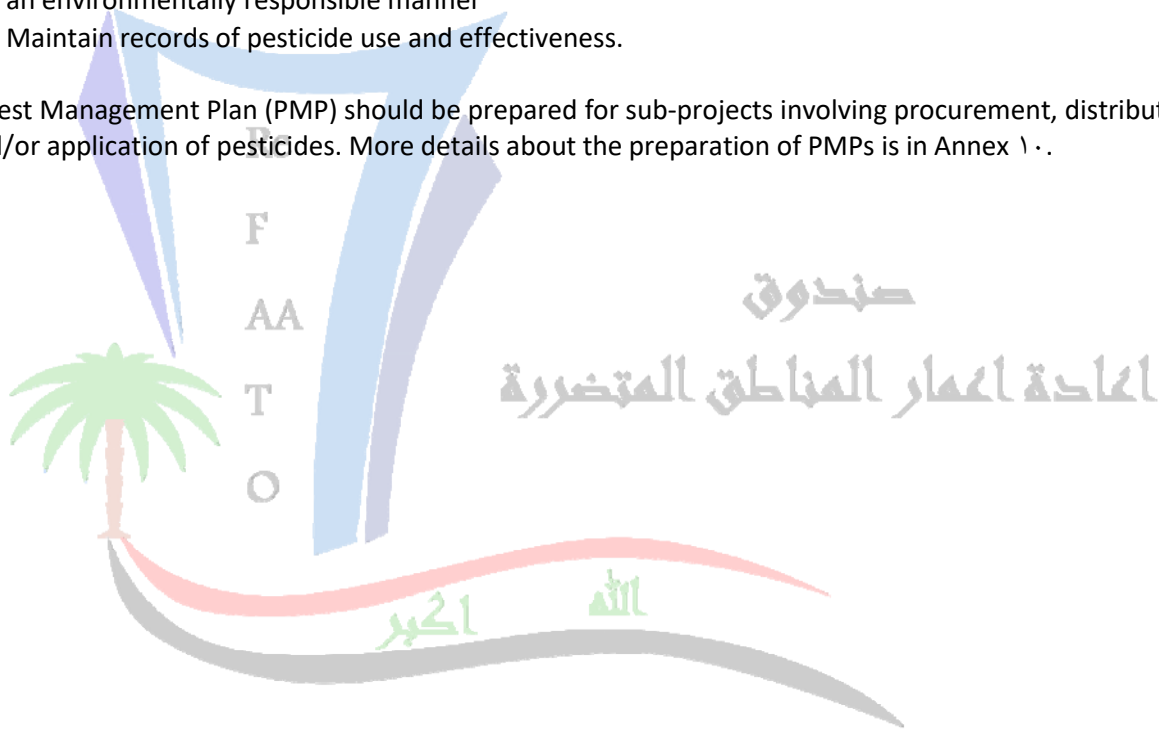 an environmentally responsible manner
Maintain records of pesticide use and effectiveness.
est Management Plan (PMP) should be prepared for sub-projects involving procurement, distribut
/or application of pesticides. More details about the preparation of PMPs is in Annex ١٠.
Re
F
AA
T
O
صندوق
اعادة اعمار المناطق المتضررة
الله
اكبر